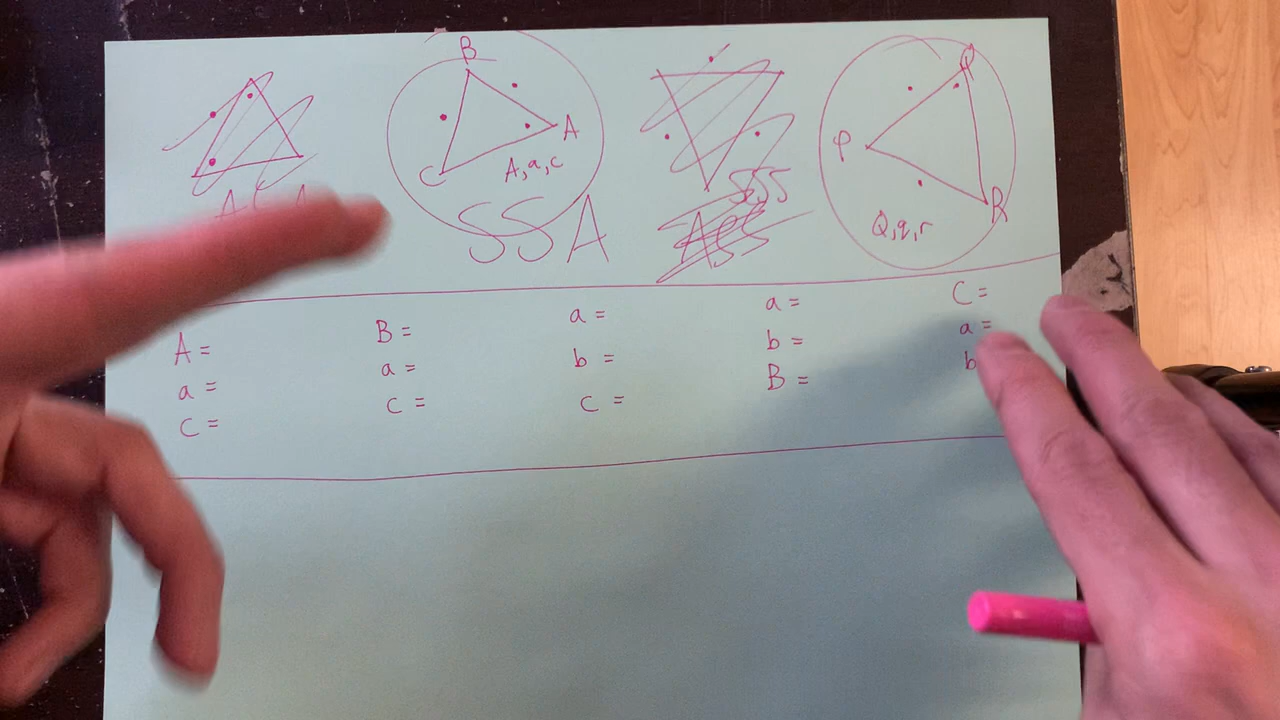 B
A
C
A, a, c
SSA
SSS
P
R
Q, q, r
A =
a =
c =
B =
a =
c =
a =
b =
c =
a =
b =
B =
C =
a =
b